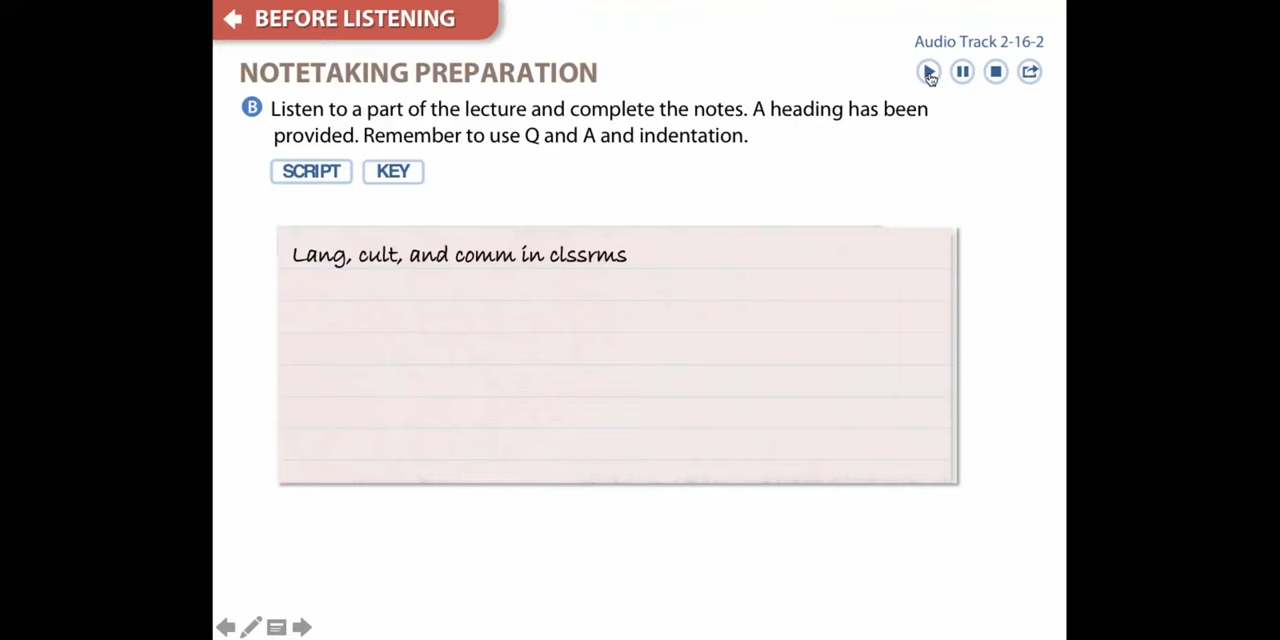 BEFORE LISTENING
Audio Track 2-16-2
NOTETAKING PREPARATION
B Listen to a part of the lecture and complete the notes. A heading has been
provided. Remember to use Q and A and indentation.
SCRIPT KEY
Lang, cult, and comm in clssrms